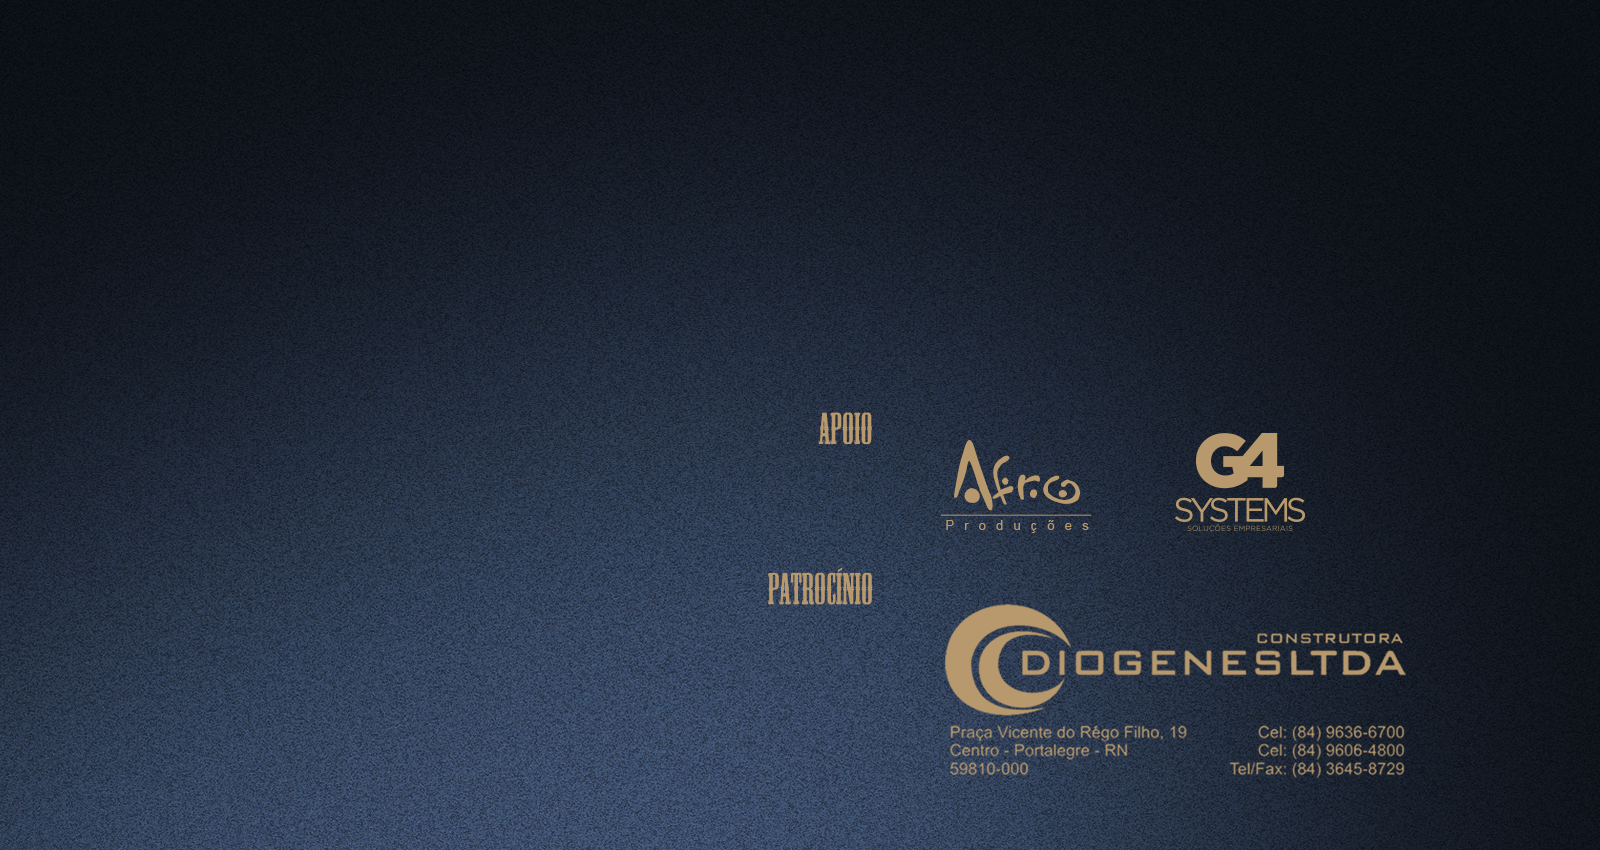 APOIO
Afro
Produções
G4
SYSTEMS
SOLUÇÕES EMPRESARIAIS
PATROCÍNIO
CONSTRUTORA
DIOGENESLTDA
Praça Vicente do Rêgo Filho, 19
Centro - Portalegre - RN
59810-000
Cel: (84) 9636-6700
Cel: (84) 9606-4800
Tel/Fax: (84) 3645-8729